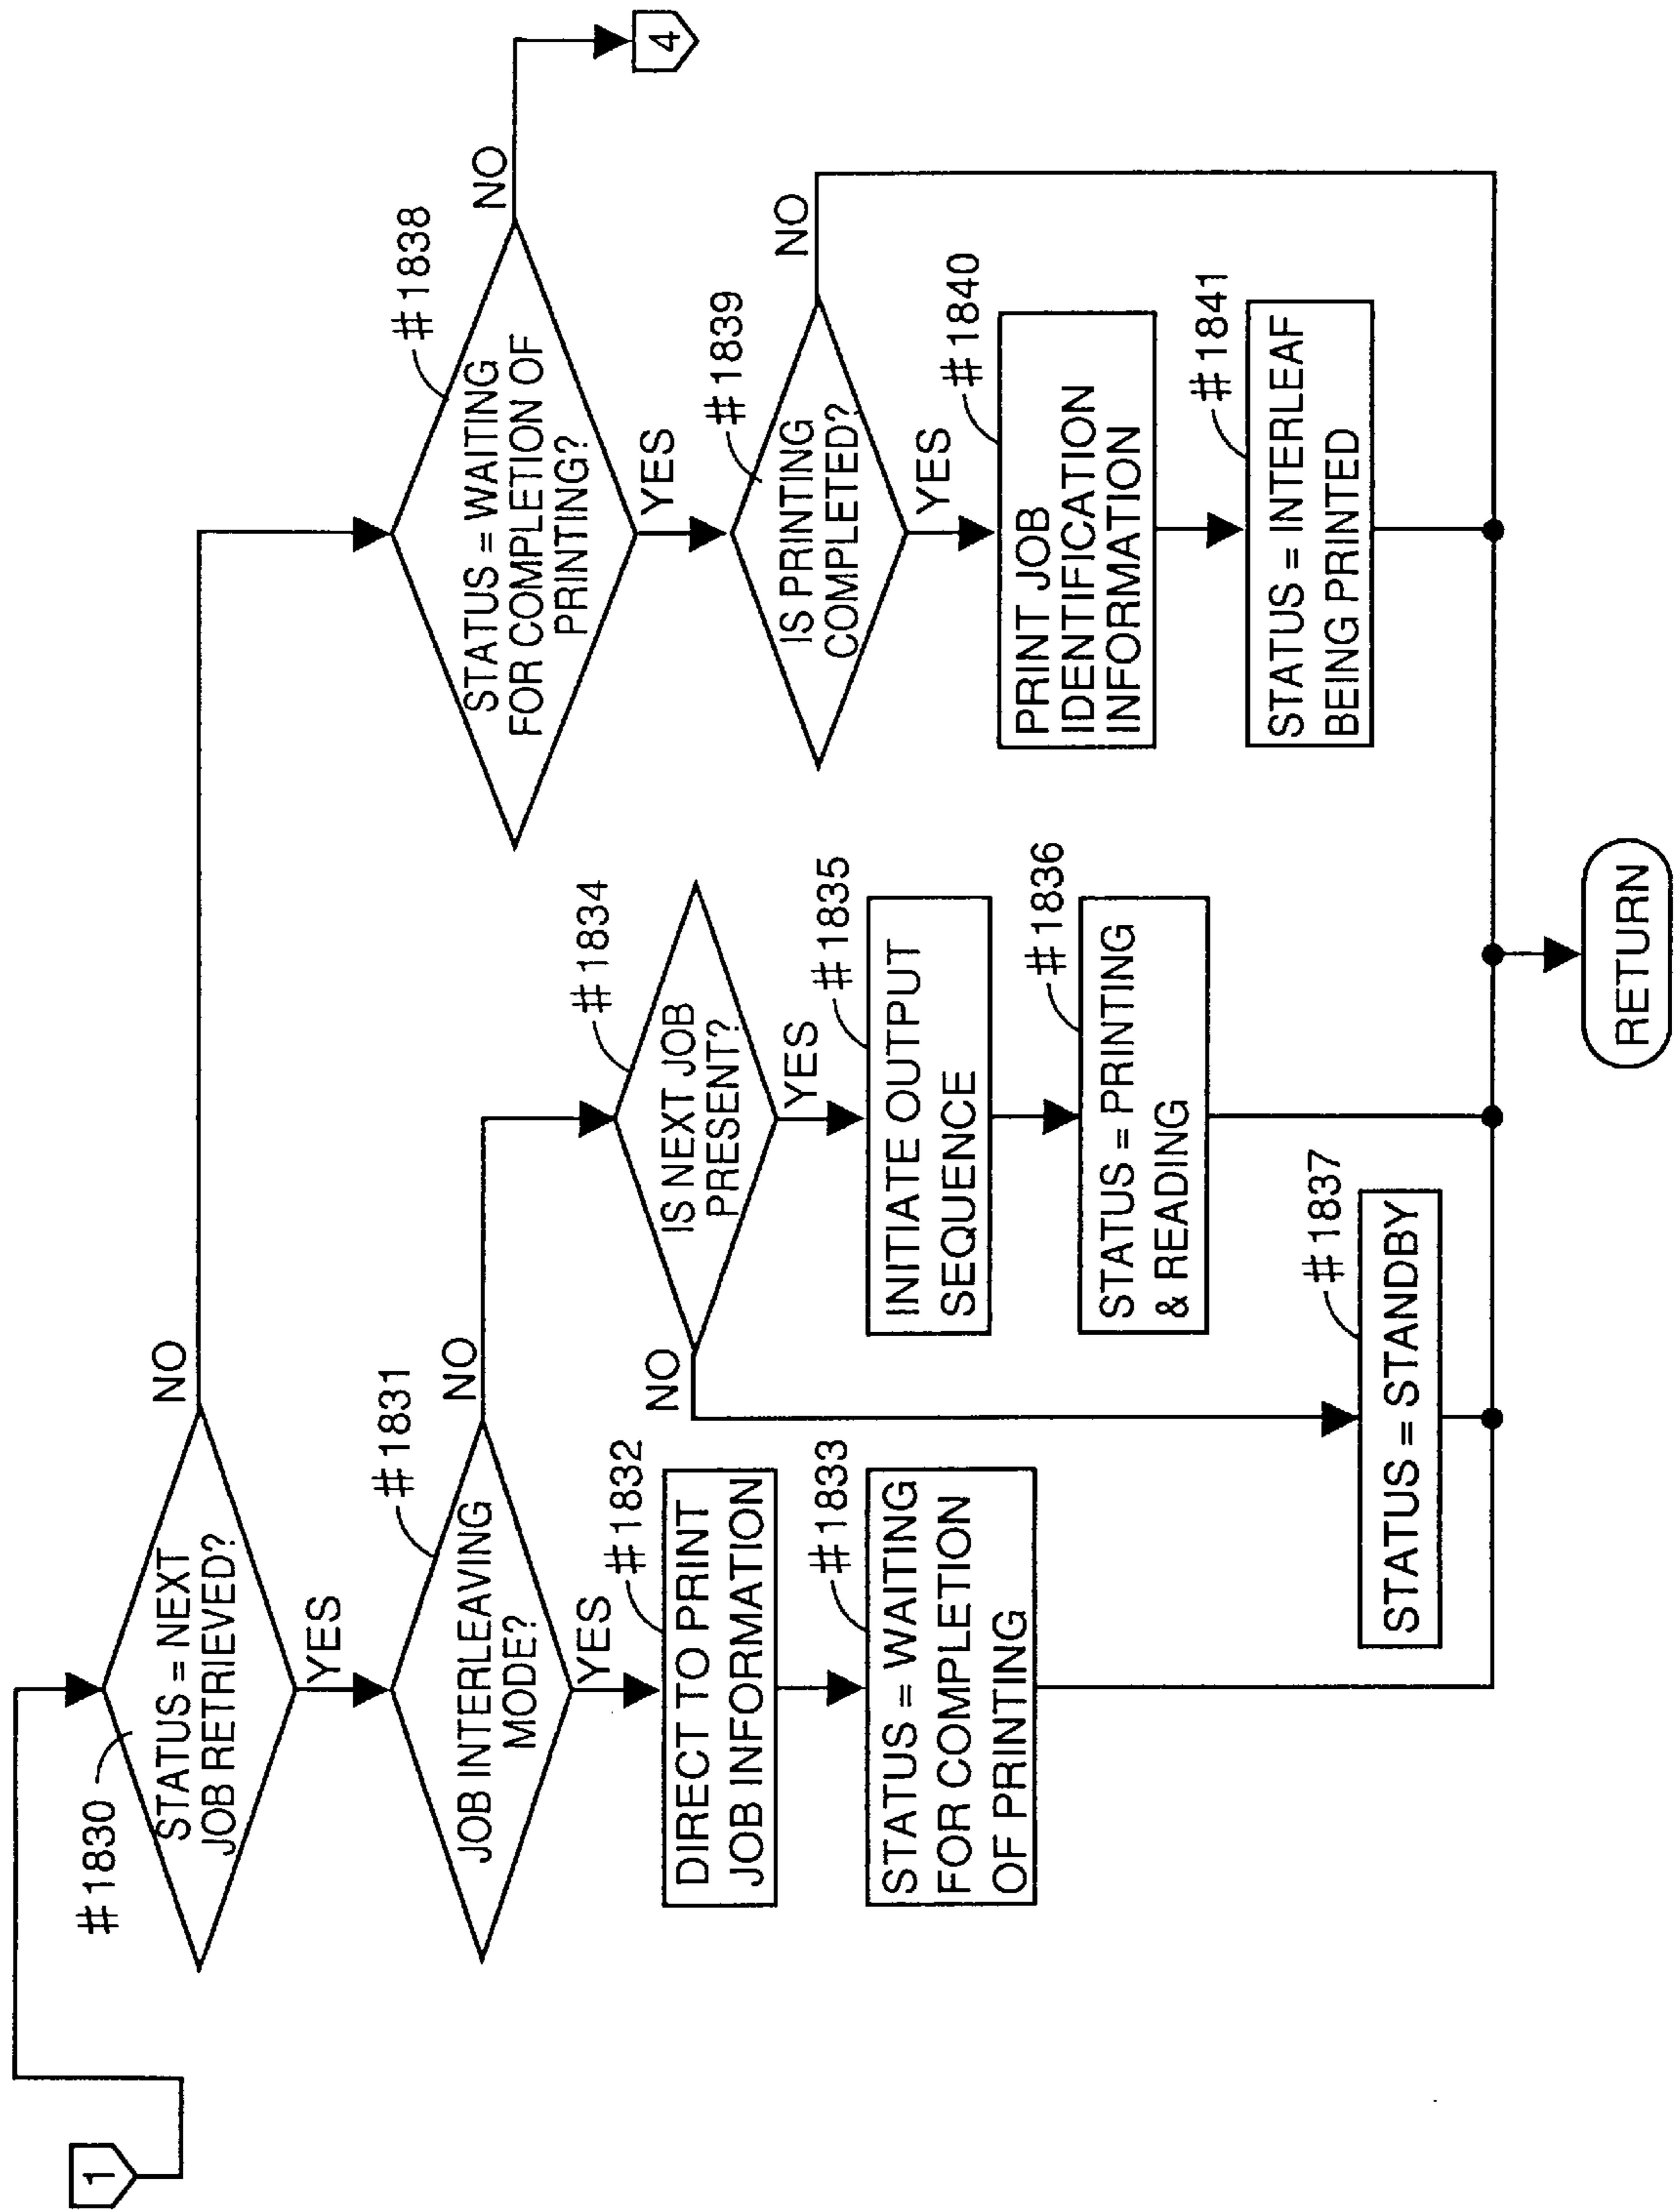 1
#1830
STATUS = NEXT
JOB RETRIEVED?
NO
YES
#1831
JOB INTERLEAVING
MODE?
NO
YES
#1832
DIRECT TO PRINT
JOB INFORMATION
#1833
STATUS = WAITING
FOR COMPLETION
OF PRINTING
#1834
IS NEXT JOB
PRESENT?
NO
YES
#1835
INITIATE OUTPUT
SEQUENCE
#1836
STATUS = PRINTING
& READING
#1837
STATUS = STANDBY
#1838
STATUS = WAITING
FOR COMPLETION OF
PRINTING?
NO
4
YES
#1839
IS PRINTING
COMPLETED?
NO
YES
#1840
PRINT JOB
IDENTIFICATION
INFORMATION
#1841
STATUS = INTERLEAF
BEING PRINTED
RETURN